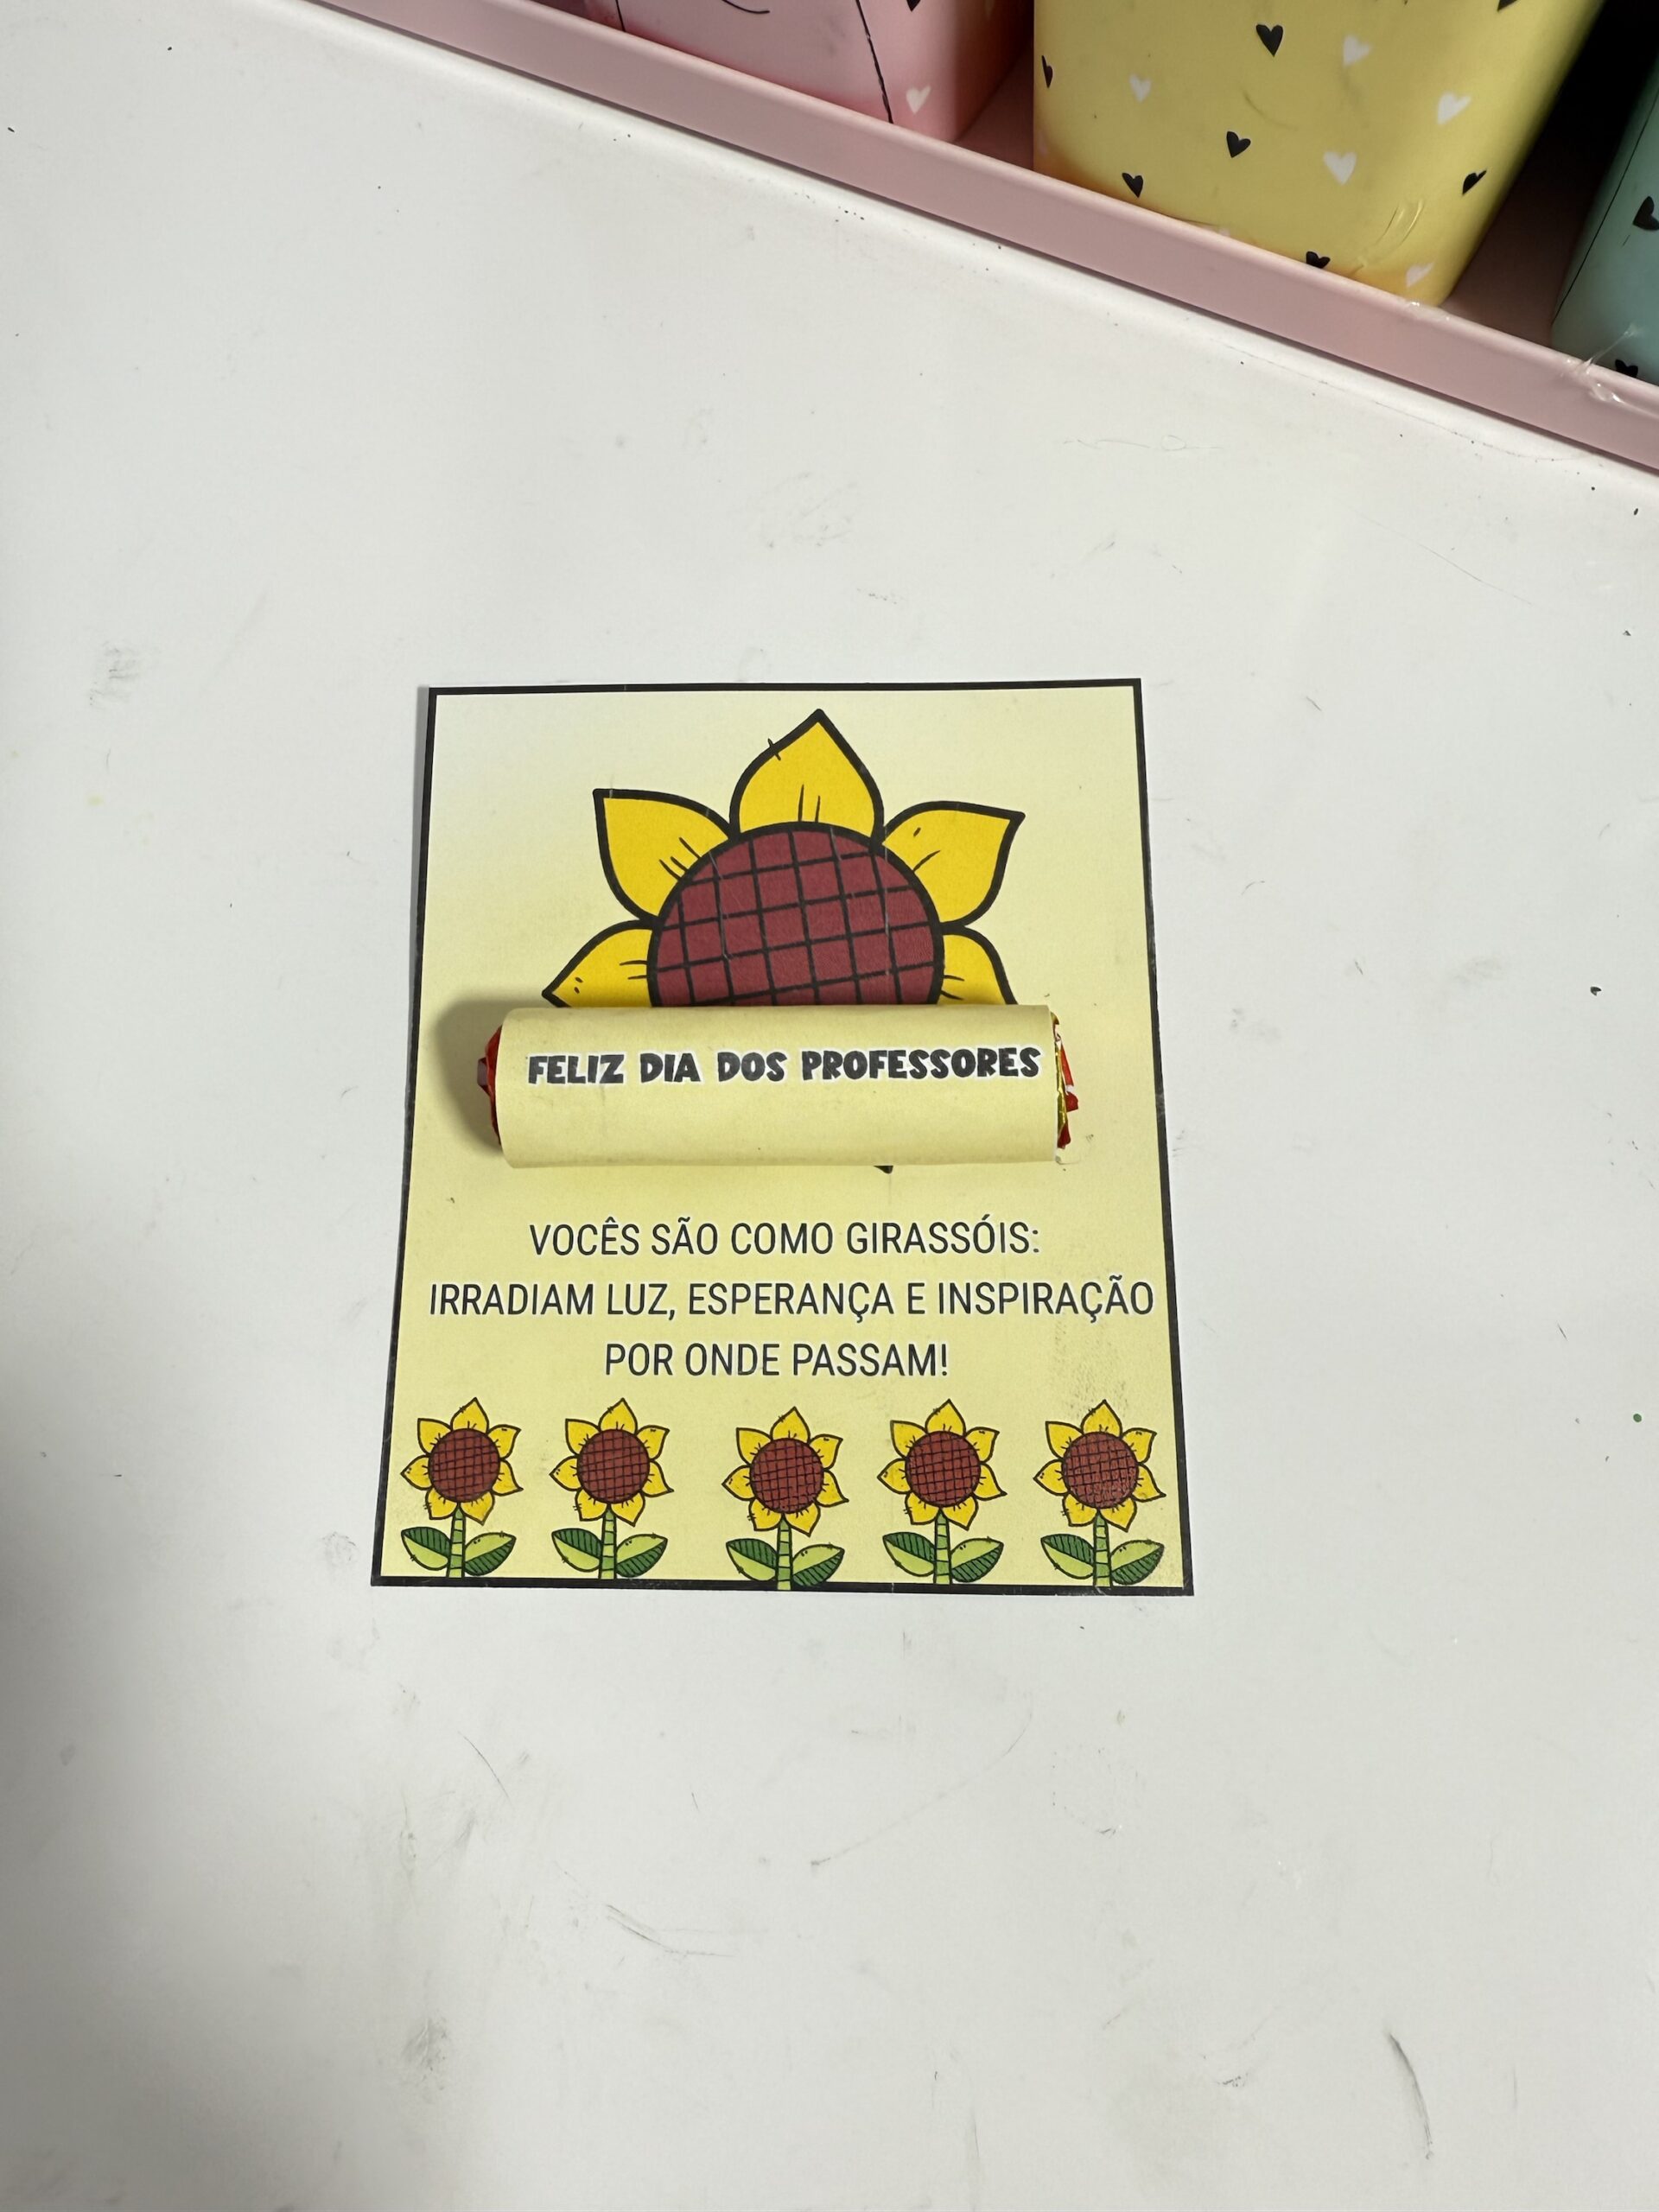 FELIZ DIA DOS PROFESSORES
VOCÊS SÃO COMO GIRASSÓIS:
IRRADIAM LUZ, ESPERANÇA E INSPIRAÇÃO
POR ONDE PASSAM!